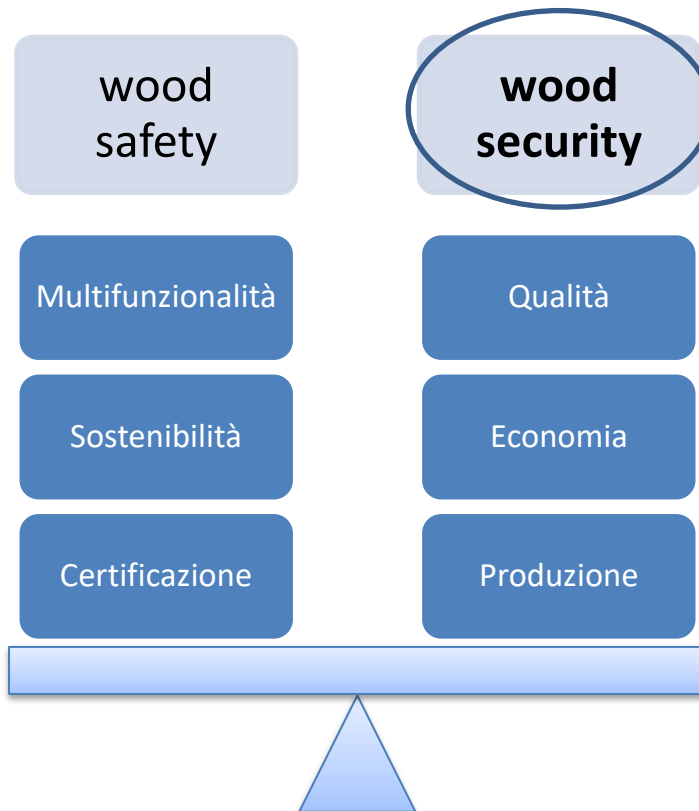 wood
safety
Multifunzionalità
Sostenibilità
Certificazione
wood
security
Qualità
Economia
Produzione